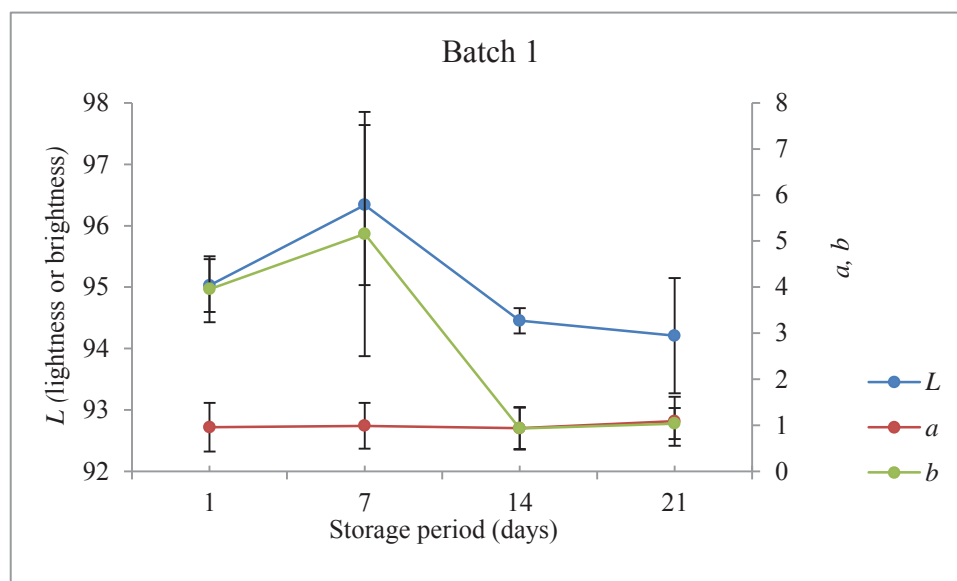 Batch 1
98
97
96
95
94
93
92
L (lightness or brightness)
8
7
6
5
4
3
2
1
0
a, b
1 7 14 21
Storage period (days)
L
a
b